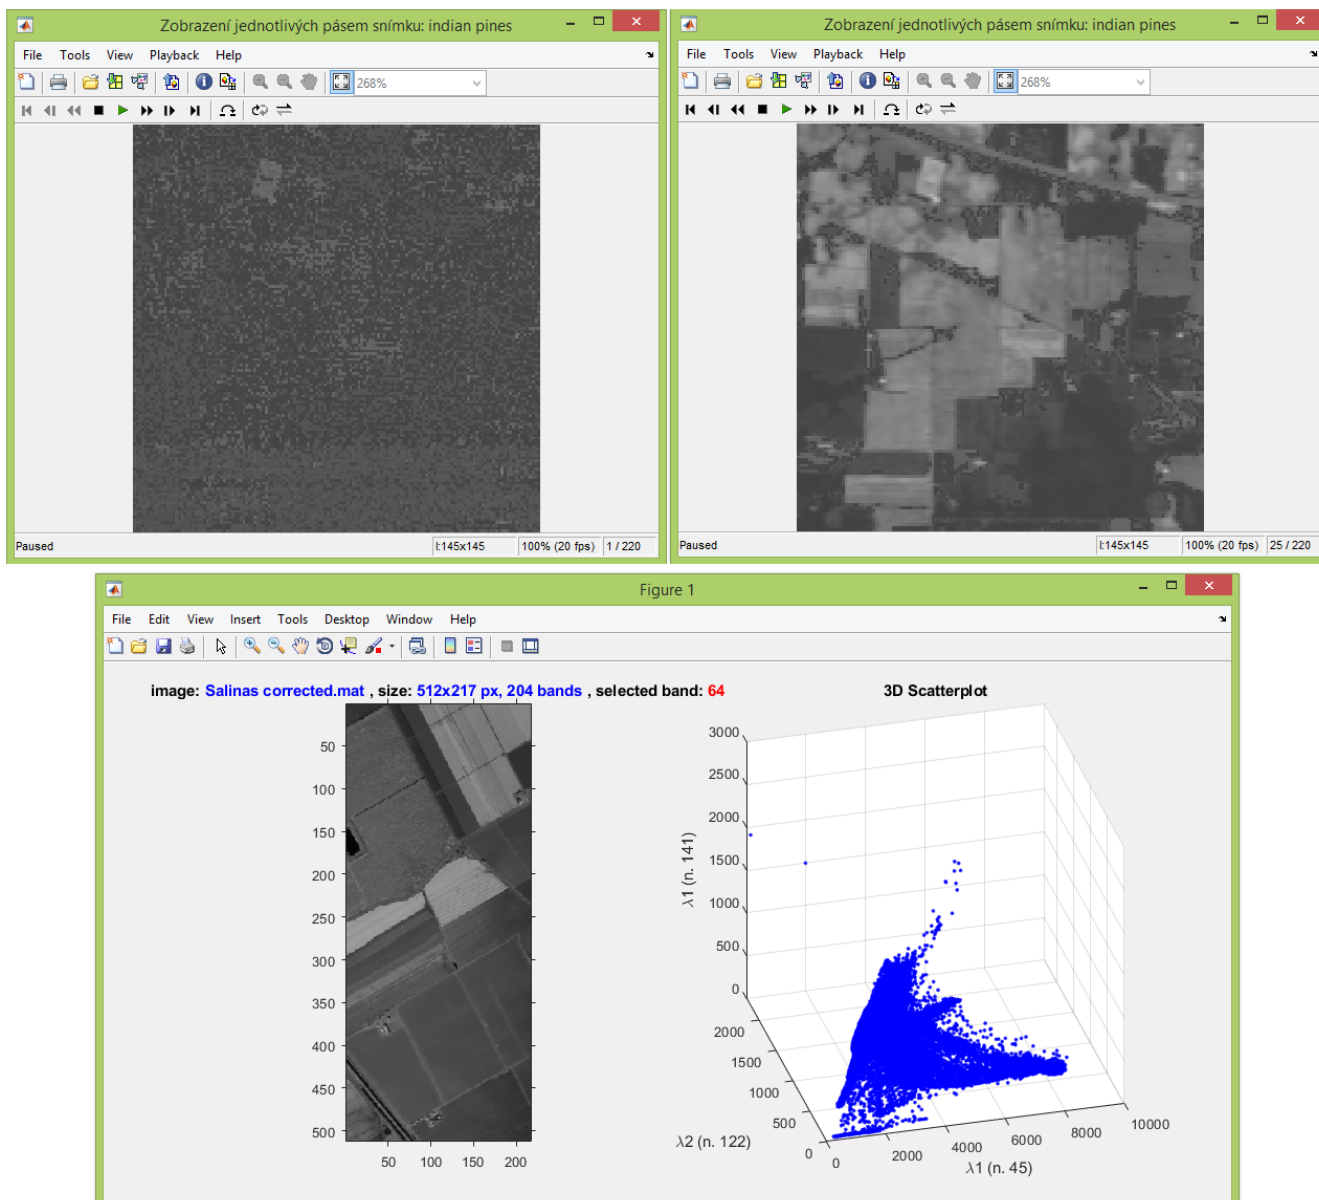 Zobrazení jednotlivých pásem snímku: indian pines
File Tools View Playback Help
268%
Paused
I:145x145 100% (20 fps) 1 / 220
Zobrazení jednotlivých pásem snímku: indian pines
File Tools View Playback Help
268%
Paused
I:145x145 100% (20 fps) 25 / 220
Figure 1
File Edit View Insert Tools Desktop Window Help
image: Salinas corrected.mat , size: 512x217 px, 204 bands , selected band: 64
50
100
150
200
250
300
350
400
450
500
50 100 150 200
3D Scatterplot
3000
2500
2000
1500
1000
500
0
λ1 (n. 141)
2000
1500
1000
500
0
λ2 (n. 122)
0 2000 4000 6000 8000 10000
λ1 (n. 45)